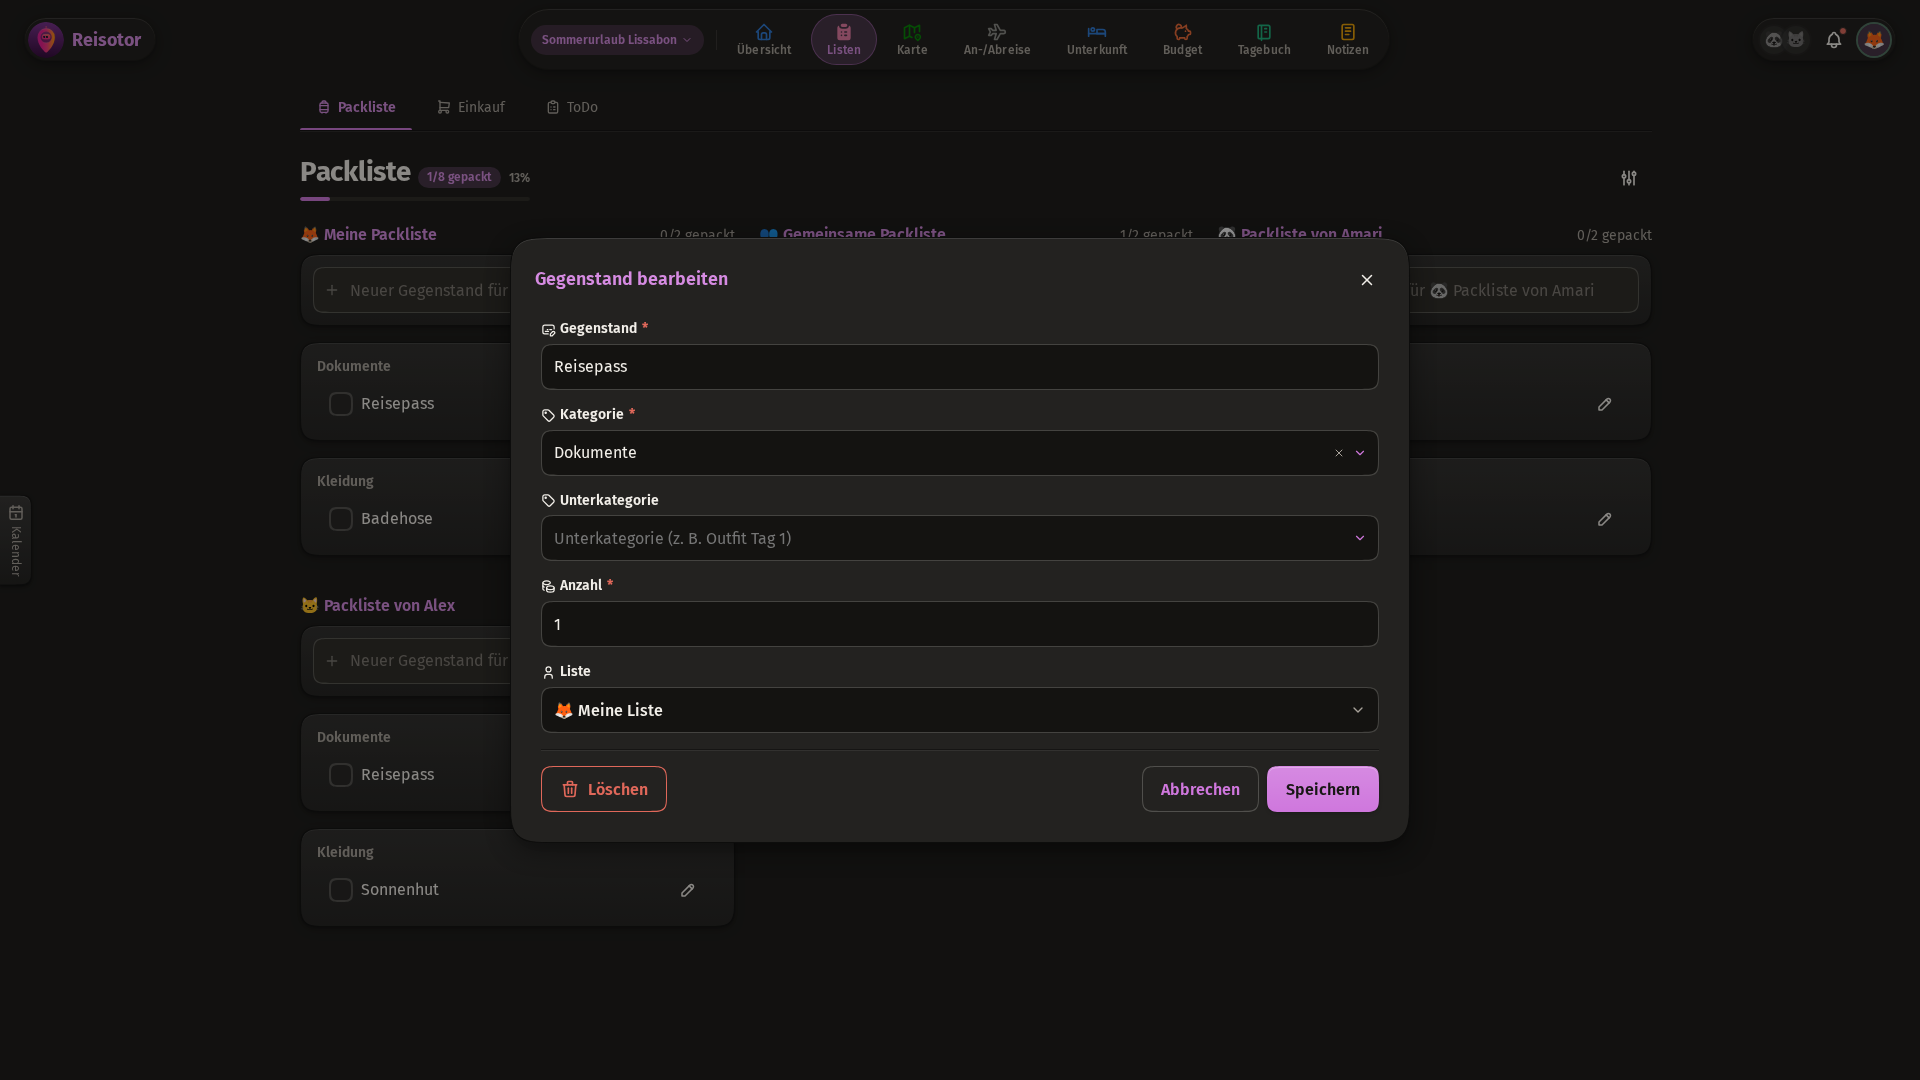 Reisotor
Sommerurlaub Lissabon
Übersicht
Listen
Karte
An-/Abreise
Unterkunft
Budget
Tagebuch
Notizen
Packliste
Einkauf
ToDo
Packliste
1/8 gepackt
13%
Meine Packliste
0/2 gepackt
Gemeinsame Packliste
1/2 gepackt
Packliste von Amari
0/2 gepackt
Neuer Gegenstand für
für 🐼 Packliste von Amari
Dokumente
Reisepass
Kleidung
Badehose
Kalender
Packliste von Alex
Neuer Gegenstand für
Dokumente
Reisepass
Kleidung
Sonnenhut
Gegenstand bearbeiten
Gegenstand *
Reisepass
Kategorie *
Dokumente
Unterkategorie
Unterkategorie (z. B. Outfit Tag 1)
Anzahl *
1
Liste
🦊 Meine Liste
Löschen
Abbrechen
Speichern